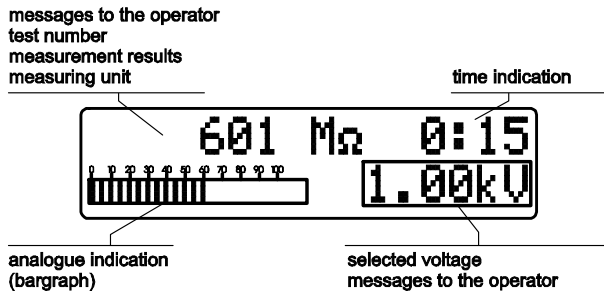 messages to the operator
test number
measurement results
measuring unit
time indication
601 MΩ 0:15
0 10 20 30 40 50 60 70 80 90 100
1.00kV
analogue indication
(bargraph)
selected voltage
messages to the operator